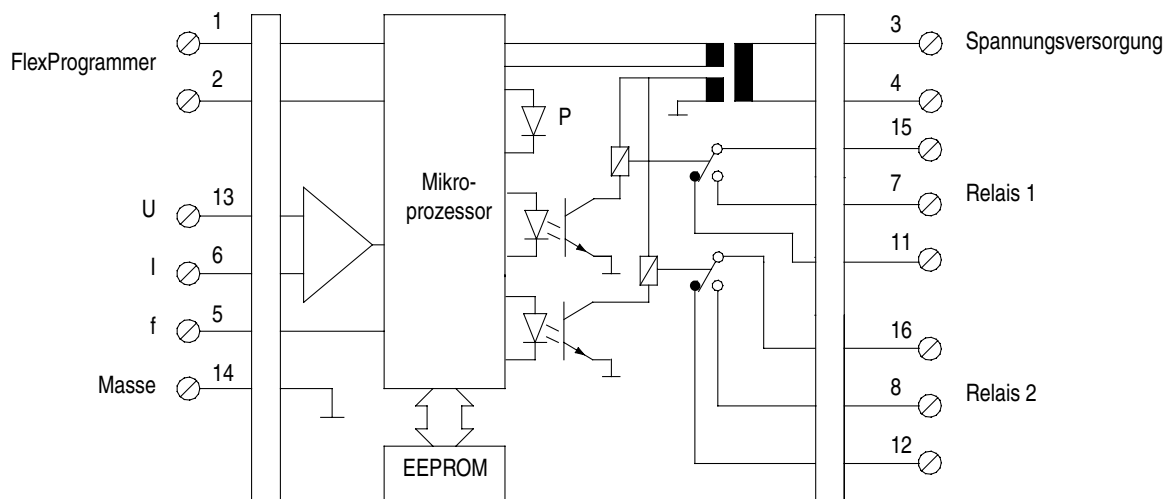 FlexProgrammer
1
2
U
13
I
6
f
5
Masse
14
Mikro-
prozessor
EEPROM
P
3
Spannungsversorgung
4
15
7
Relais 1
11
16
8
Relais 2
12